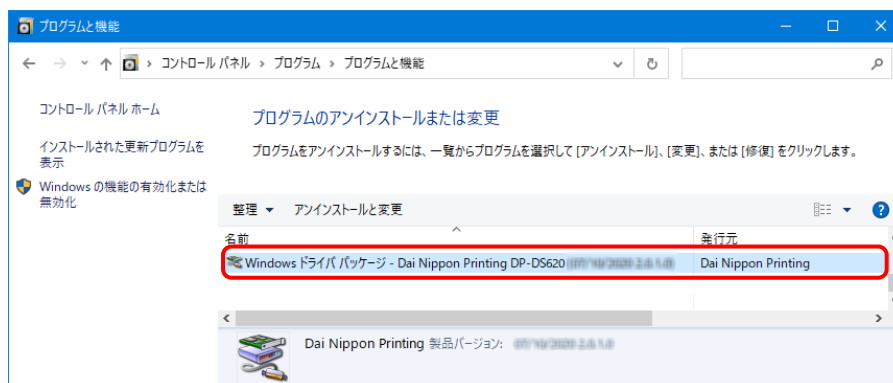 プログラムと機能
コントロール パネル › プログラム › プログラムと機能
コントロール パネル ホーム
インストールされた更新プログラムを
表示
Windows の機能の有効化または
無効化
プログラムのアンインストールまたは変更
プログラムをアンインストールするには、一覧からプログラムを選択して [アンインストール]、[変更]、または [修復] をクリックします。
整理 アンインストールと変更
名前 発行元
Windows ドライバ パッケージ - Dai Nippon Printing DP-DS620 Dai Nippon Printing
Dai Nippon Printing 製品バージョン: